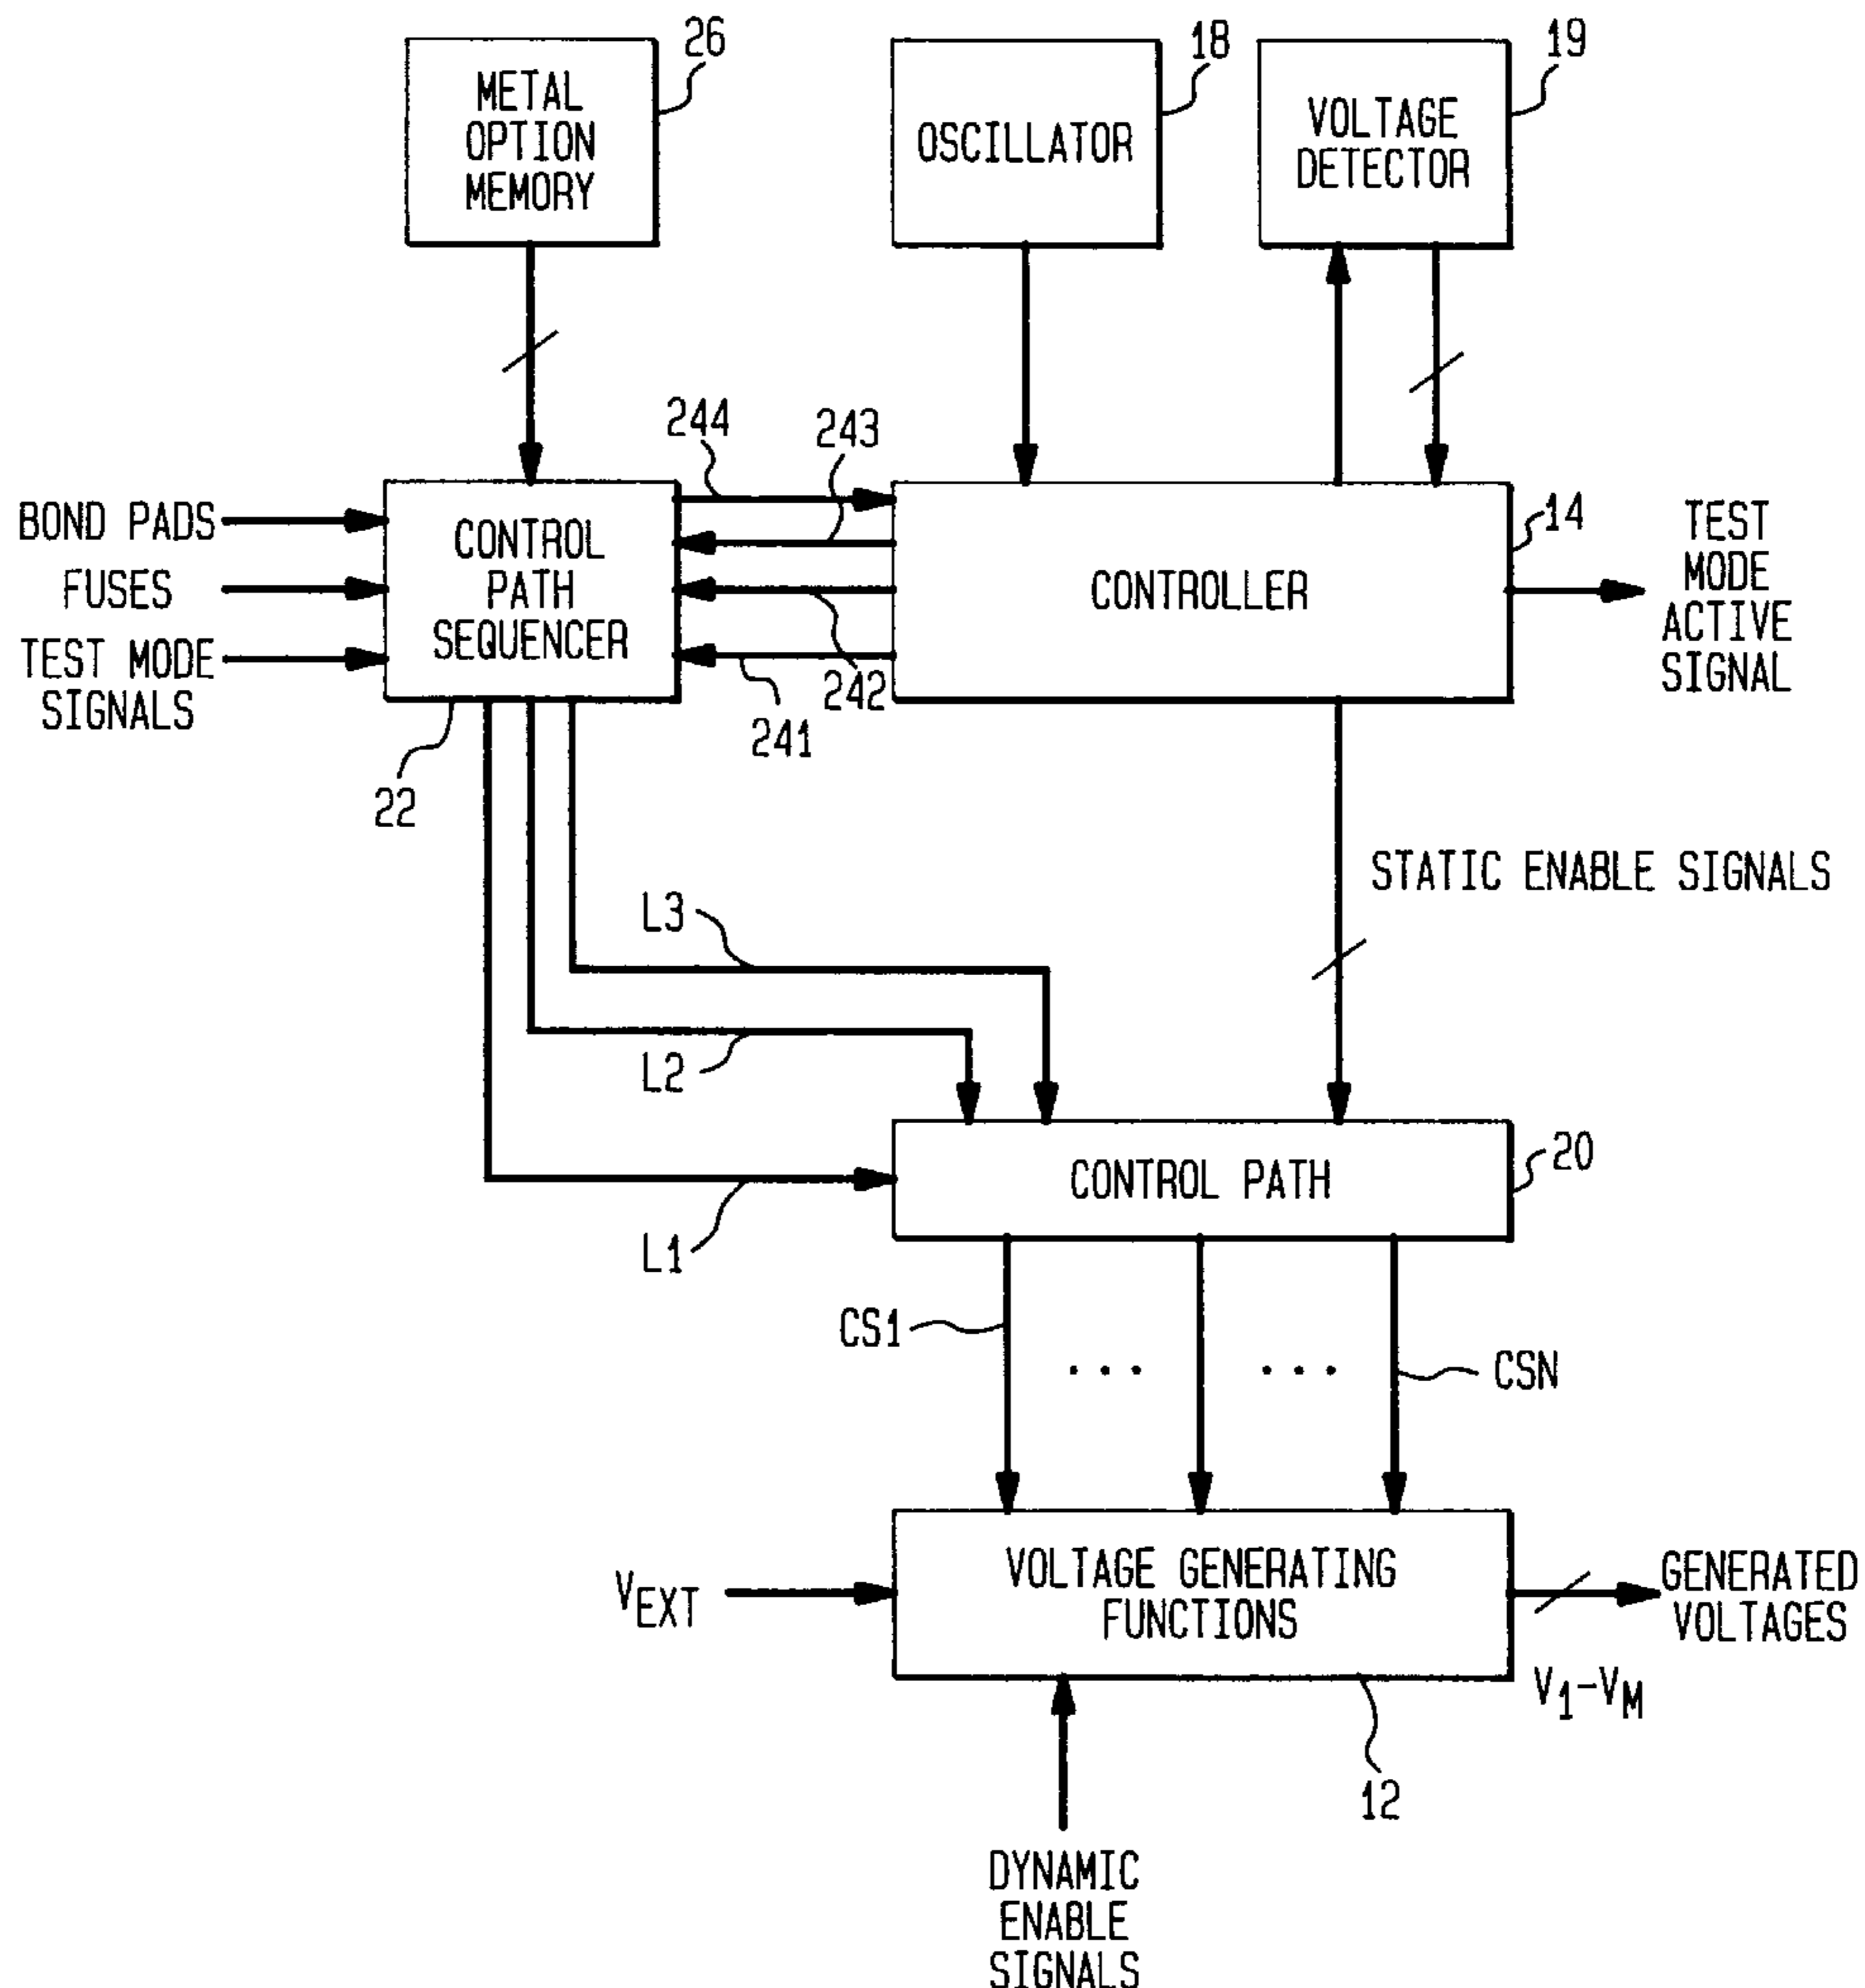 26
18
19
METAL
OPTION
MEMORY
OSCILLATOR
VOLTAGE
DETECTOR
244
243
14
BOND PADS
FUSES
TEST MODE
SIGNALS
CONTROL
PATH
SEQUENCER
CONTROLLER
TEST
MODE
ACTIVE
SIGNAL
242
241
22
STATIC ENABLE SIGNALS
L3
L2
L1
CONTROL PATH
20
CS1
... ...
CSN
VEXT
VOLTAGE GENERATING
FUNCTIONS
GENERATED
VOLTAGES
V1-VM
12
DYNAMIC
ENABLE
SIGNALS